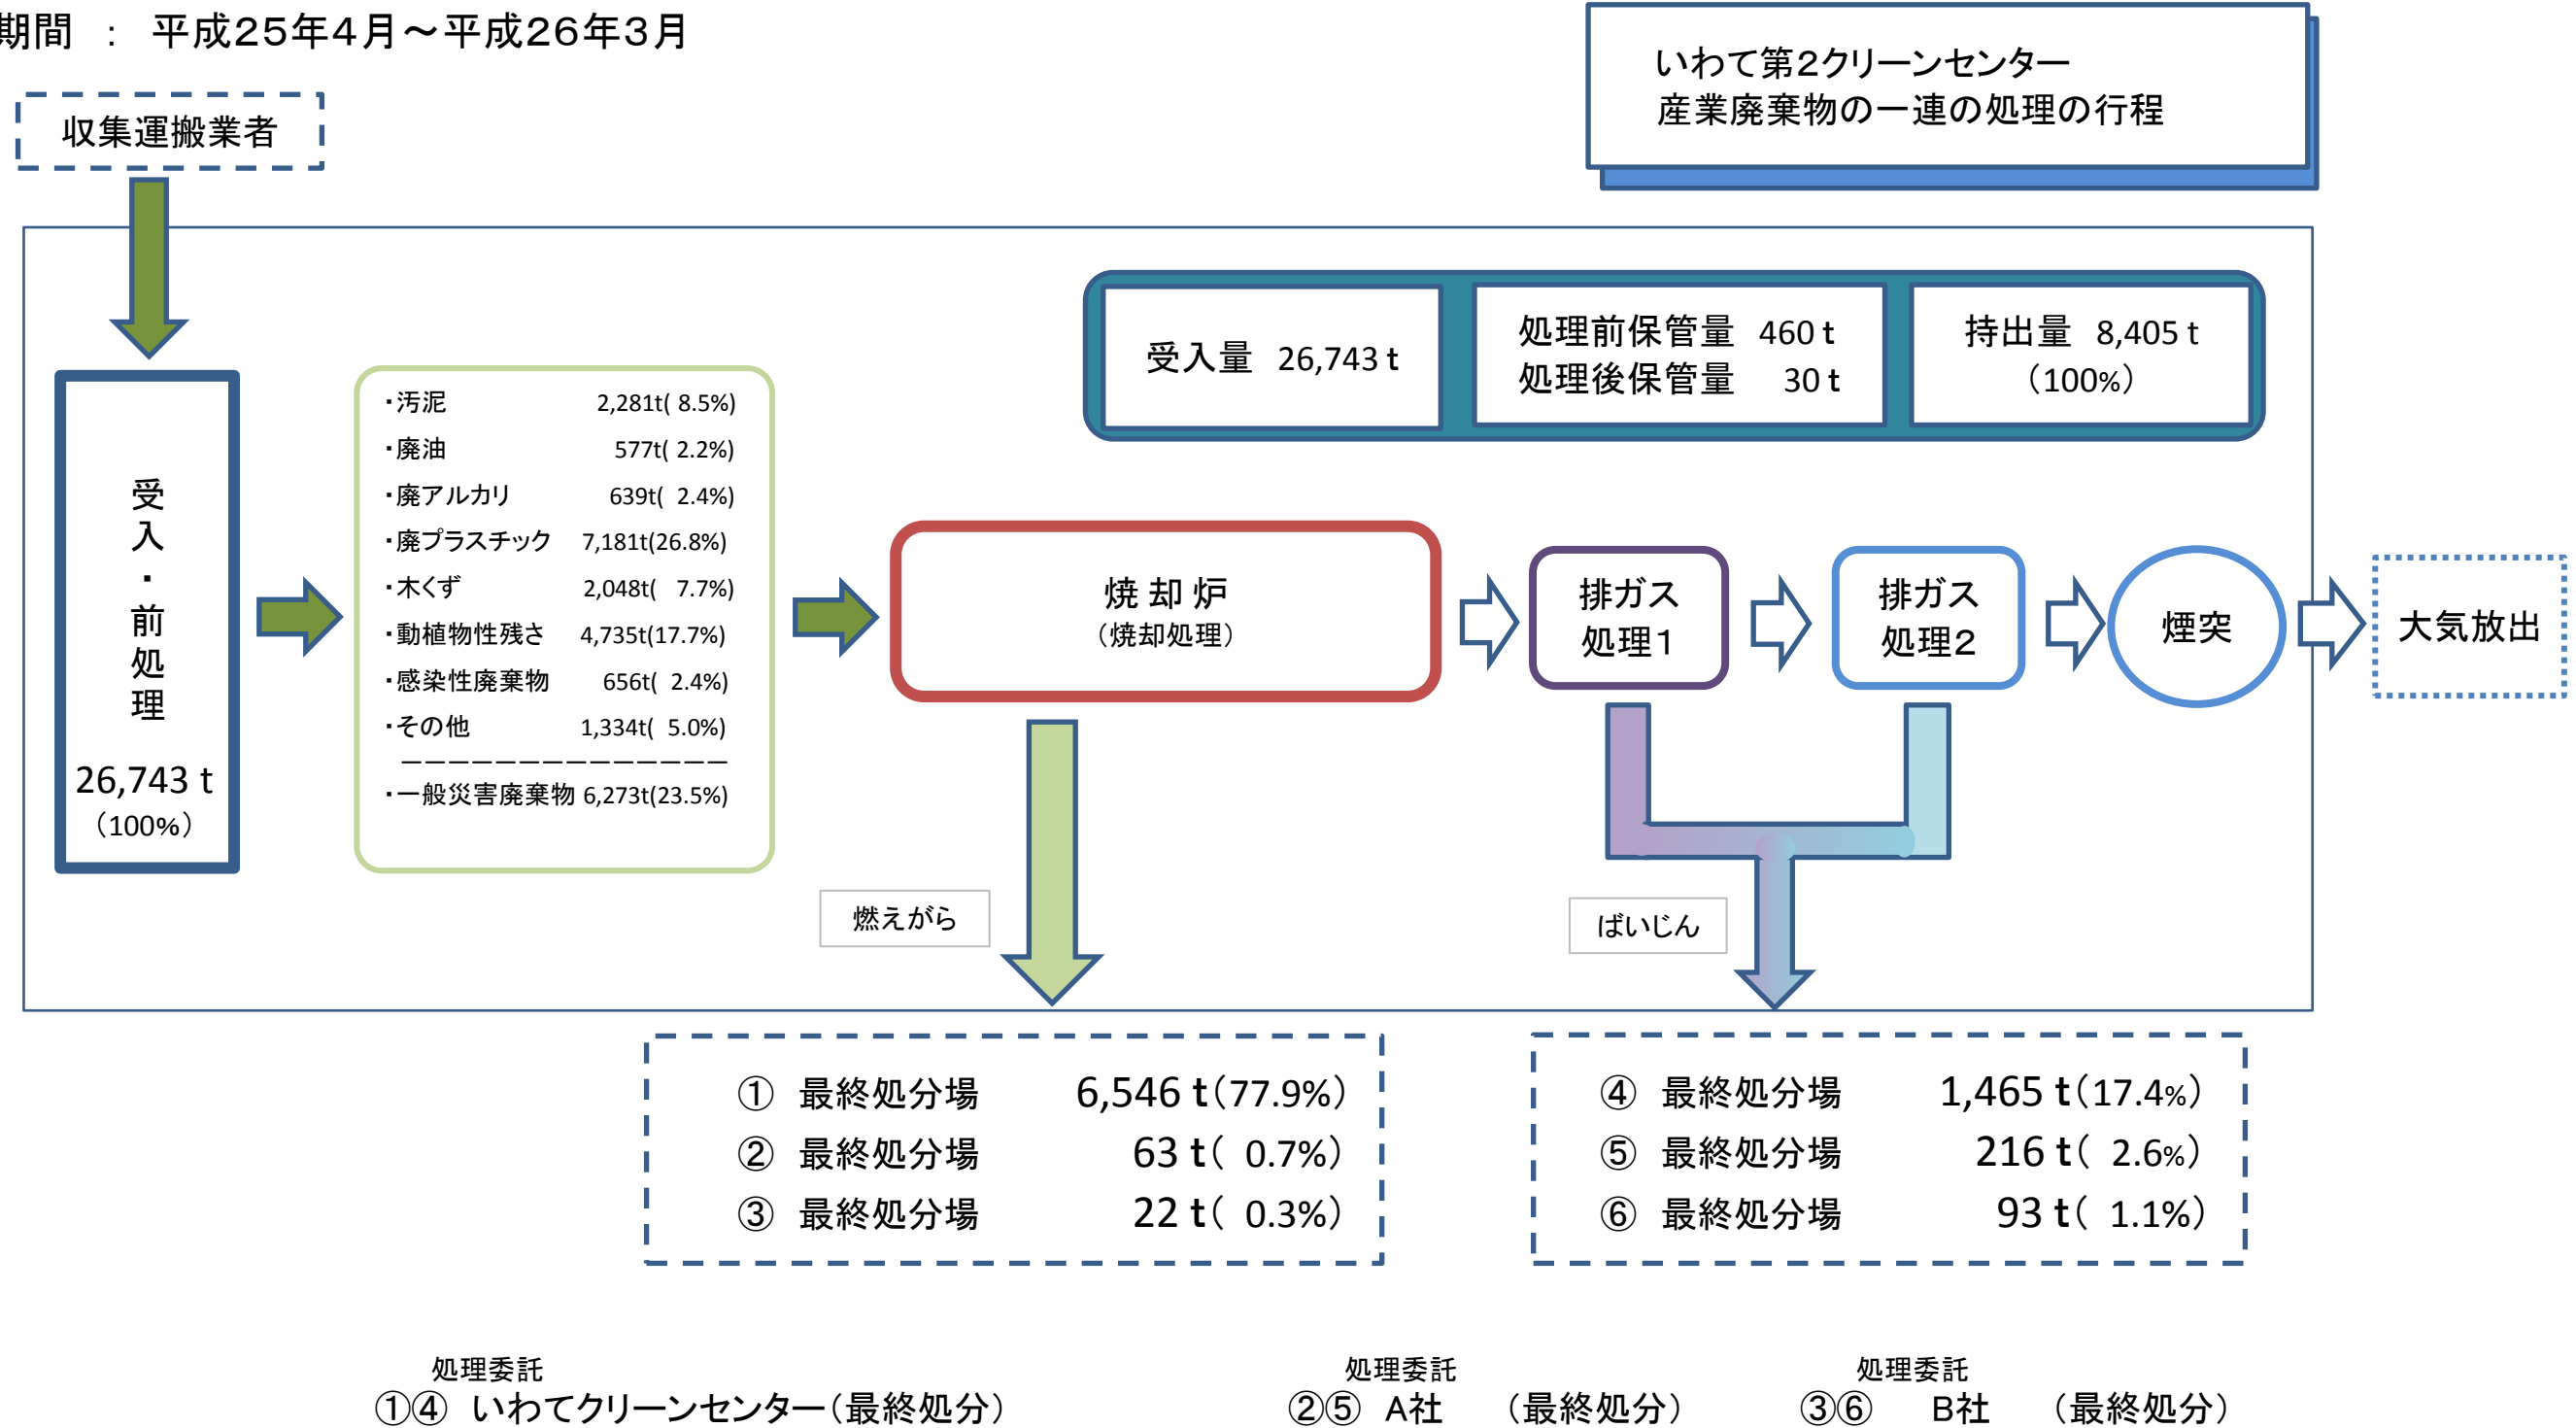 期間 ： 平成25年4月～平成26年3月
いわて第2クリーンセンター
産業廃棄物の一連の処理の行程
収集運搬業者
受入量 26,743 t
処理前保管量 460 t
処理後保管量 30 t
持出量 8,405 t
（100%）
受入・前処理
26,743 t
（100%）
・汚泥 2,281t( 8.5%)
・廃油 577t( 2.2%)
・廃アルカリ 639t( 2.4%)
・廃プラスチック 7,181t(26.8%)
・木くず 2,048t( 7.7%)
・動植物性残さ 4,735t(17.7%)
・感染性廃棄物 656t( 2.4%)
・その他 1,334t( 5.0%)
――――――――――――――
・一般災害廃棄物 6,273t(23.5%)
焼却炉
（焼却処理）
排ガス
処理1
排ガス
処理2
煙突
大気放出
燃えがら
ばいじん
① 最終処分場 6,546 t（77.9%）
② 最終処分場 63 t（ 0.7%）
③ 最終処分場 22 t（ 0.3%）
④ 最終処分場 1,465 t（17.4%）
⑤ 最終処分場 216 t（ 2.6%）
⑥ 最終処分場 93 t（ 1.1%）
処理委託
①④ いわてクリーンセンター（最終処分）
処理委託
②⑤ A社 （最終処分）
処理委託
③⑥ B社 （最終処分）